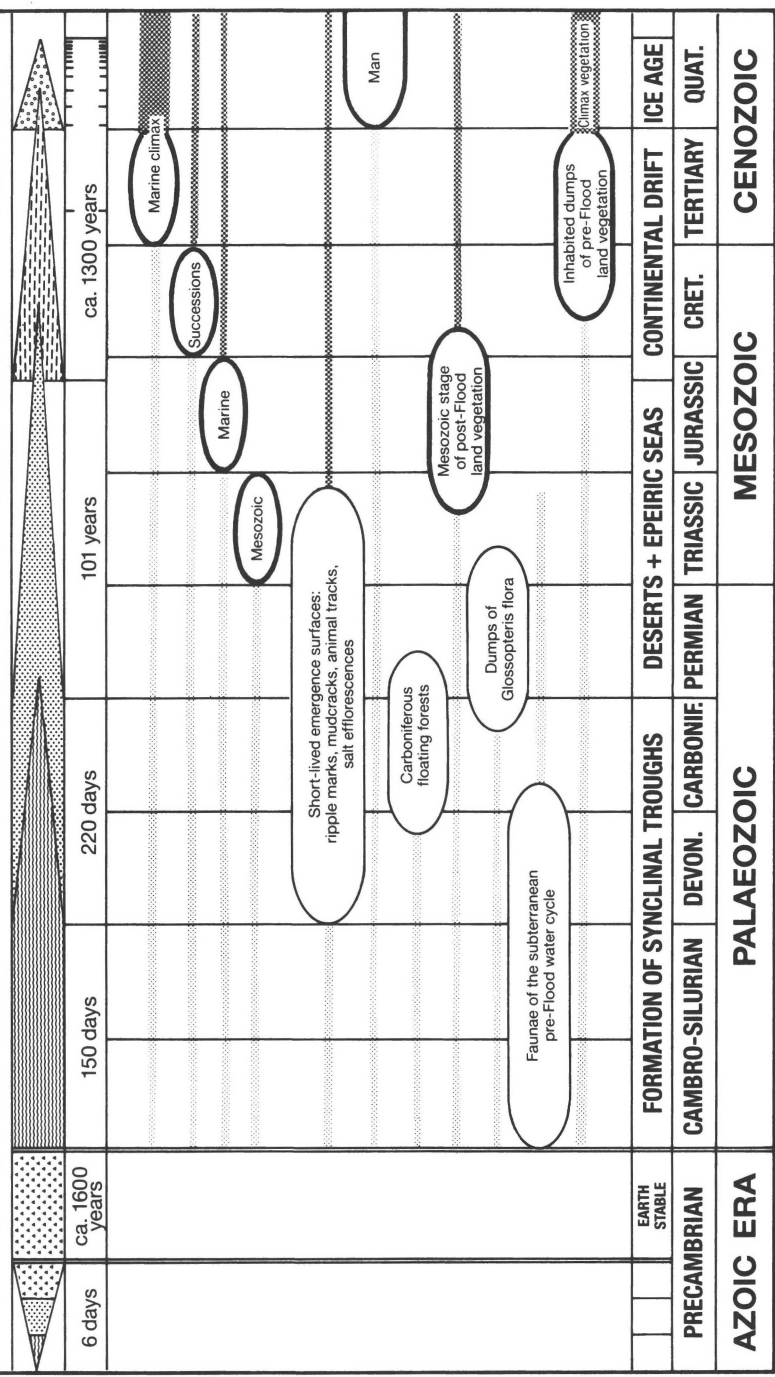 6 days
ca. 1600
years
150 days
220 days
101 years
ca. 1300 years
Marine climax
Successions
Marine
Mesozoic
Short-lived emergence surfaces:
ripple marks, mudcracks, animal tracks,
salt efflorescences
Man
Carboniferous
floating forests
Mesozoic stage
of post-Flood
land vegetation
Dumps of
Glossopteris flora
Faunae of the subterranean
pre-Flood water cycle
Inhabited dumps
of pre-Flood
land vegetation
Climax vegetation
EARTH
STABLE
FORMATION OF SYNCLINAL TROUGHS
DESERTS + EPEIRIC SEAS
CONTINENTAL DRIFT
ICE AGE
PRECAMBRIAN
CAMBRO-SILURIAN
DEVON.
CARBONIF.
PERMIAN
TRIASSIC
JURASSIC
CRET.
TERTIARY
QUAT.
AZOIC ERA
PALAEOZOIC
MESOZOIC
CENOZOIC